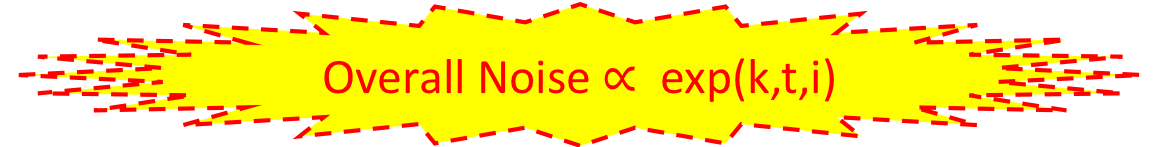 Overall Noise ∝ exp(k,t,i)